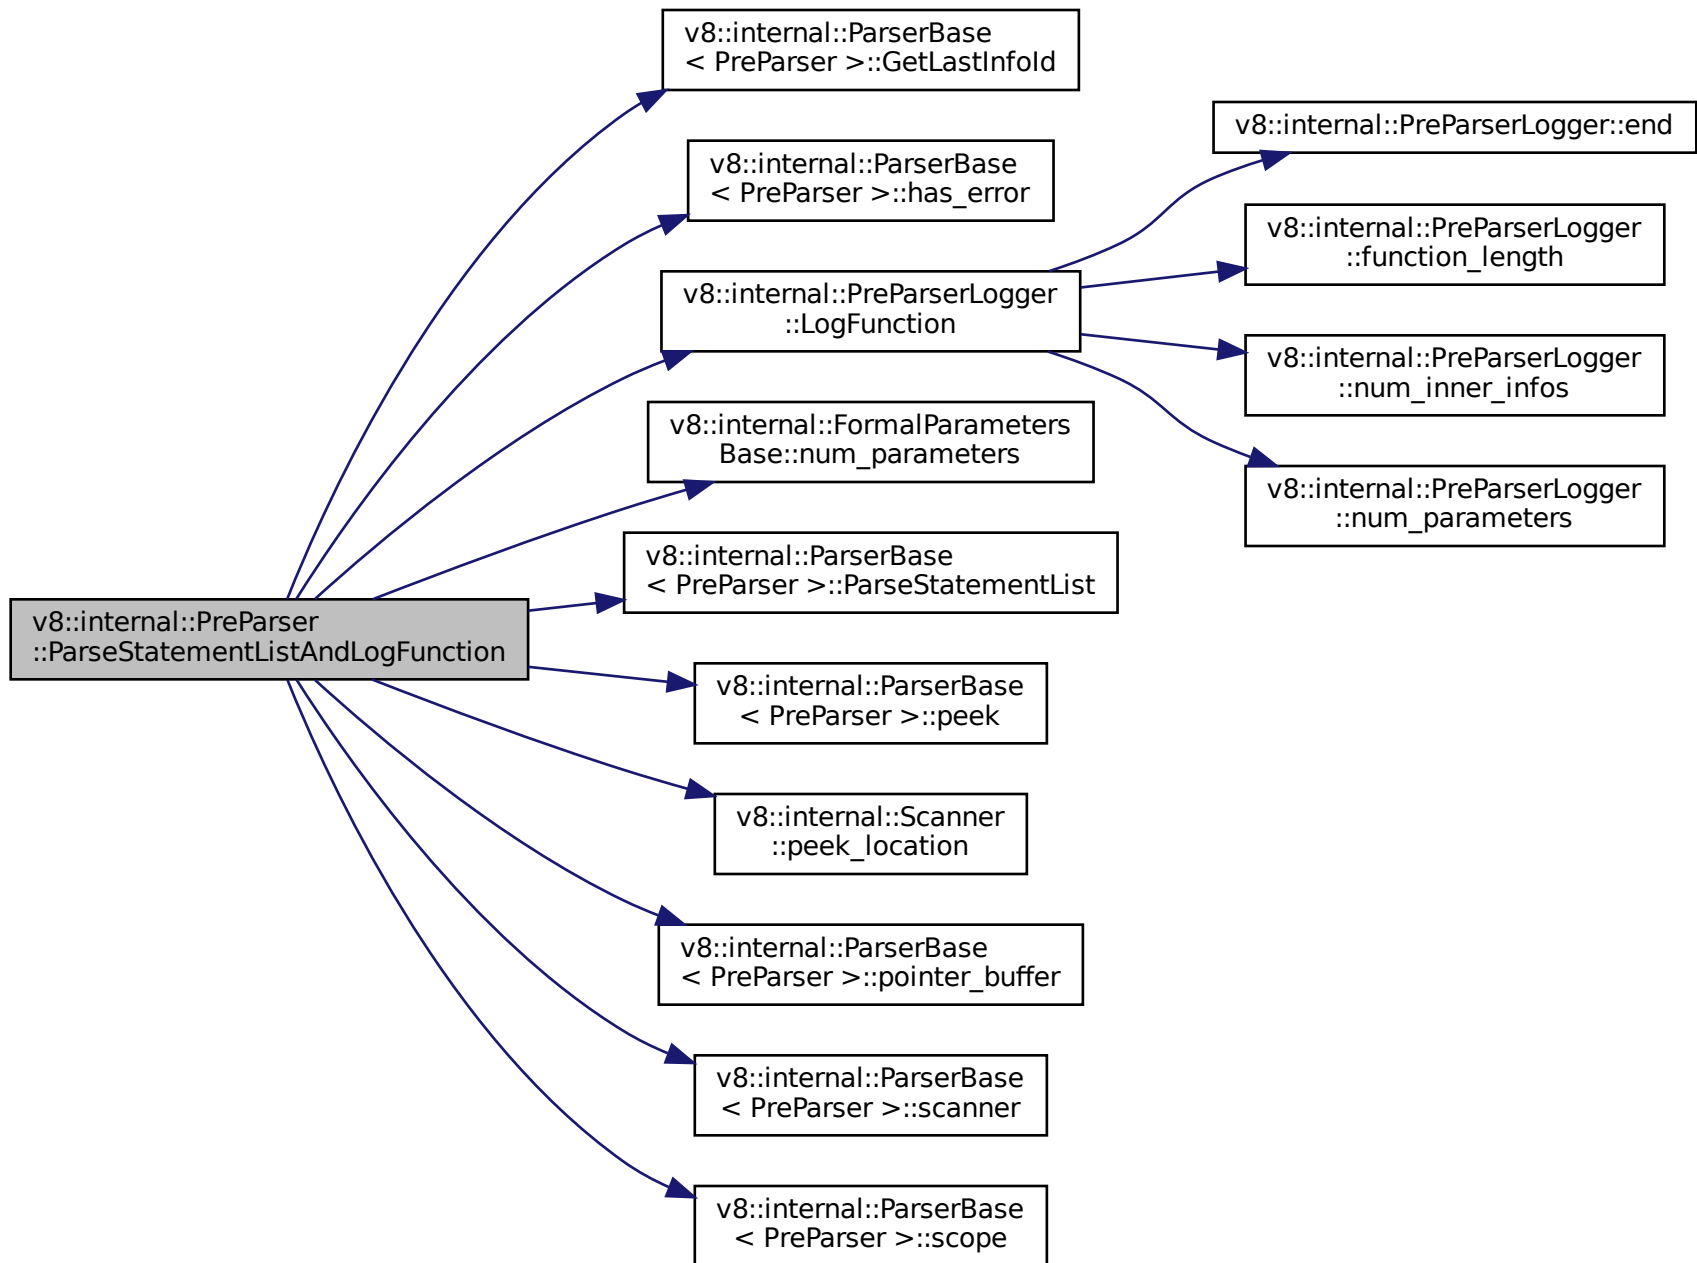 v8::internal::ParserBase
< PreParser >::GetLastInfoId
v8::internal::ParserBase
< PreParser >::has_error
v8::internal::PreParserLogger
::LogFunction
v8::internal::PreParserLogger::end
v8::internal::PreParserLogger
::function_length
v8::internal::PreParserLogger
::num_inner_infos
v8::internal::PreParserLogger
::num_parameters
v8::internal::FormalParameters
Base::num_parameters
v8::internal::ParserBase
< PreParser >::ParseStatementList
v8::internal::PreParser
::ParseStatementListAndLogFunction
v8::internal::ParserBase
< PreParser >::peek
v8::internal::Scanner
::peek_location
v8::internal::ParserBase
< PreParser >::pointer_buffer
v8::internal::ParserBase
< PreParser >::scanner
v8::internal::ParserBase
< PreParser >::scope